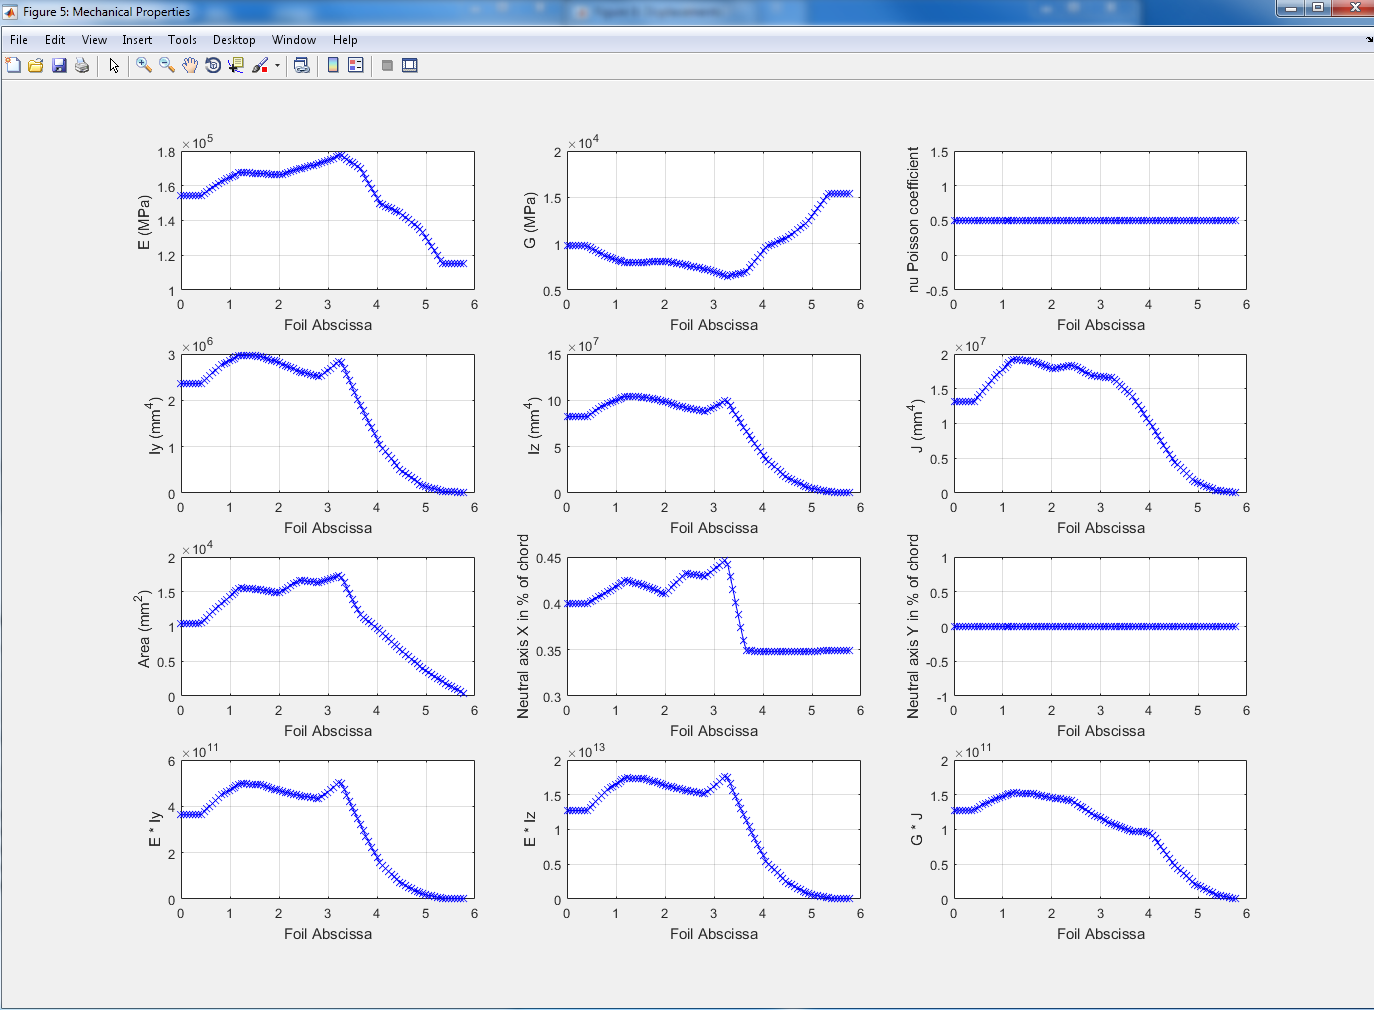 Figure 5: Mechanical Properties
File Edit View Insert Tools Desktop Window Help
×10^5
1.8
1.6
1.4
1.2
1
E (MPa)
0 1 2 3 4 5 6
Foil Abscissa
×10^4
2
1.5
1
0.5
G (MPa)
0 1 2 3 4 5 6
Foil Abscissa
1.5
1
0.5
0
-0.5
nu Poisson coefficient
0 1 2 3 4 5 6
Foil Abscissa
×10^6
3
2
1
0
Iy (mm^4)
0 1 2 3 4 5 6
Foil Abscissa
×10^7
15
10
5
0
Iz (mm^4)
0 1 2 3 4 5 6
Foil Abscissa
×10^7
2
1.5
1
0.5
0
J (mm^4)
0 1 2 3 4 5 6
Foil Abscissa
×10^4
2
1.5
1
0.5
0
Area (mm^2)
0 1 2 3 4 5 6
Foil Abscissa
0.45
0.4
0.35
0.3
Neutral axis X in % of chord
0 1 2 3 4 5 6
Foil Abscissa
1
0.5
0
-0.5
-1
Neutral axis Y in % of chord
0 1 2 3 4 5 6
Foil Abscissa
×10^11
6
4
2
0
E * Iy
0 1 2 3 4 5 6
Foil Abscissa
×10^13
2
1.5
1
0.5
0
E * Iz
0 1 2 3 4 5 6
Foil Abscissa
×10^11
2
1.5
1
0.5
0
G * J
0 1 2 3 4 5 6
Foil Abscissa